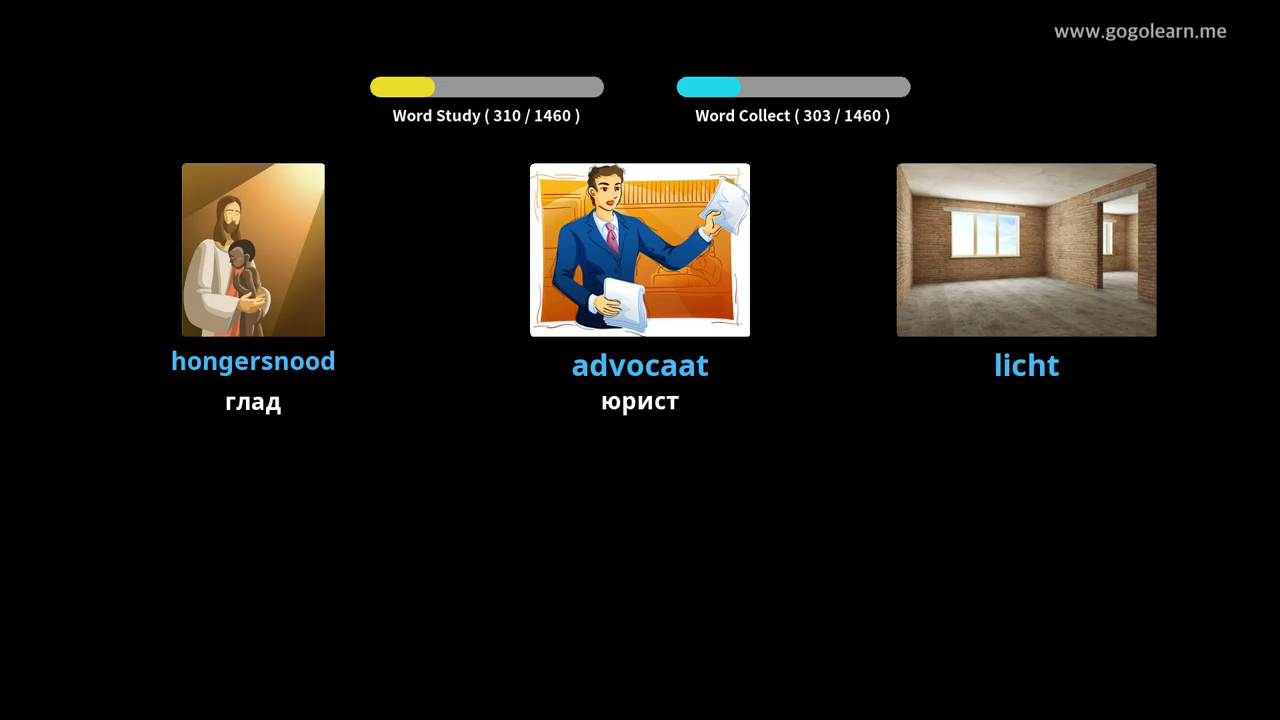 www.gogolearn.me
Word Study ( 310 / 1460 )
Word Collect ( 303 / 1460 )
hongersnood
advocaat
licht
глад
юрист